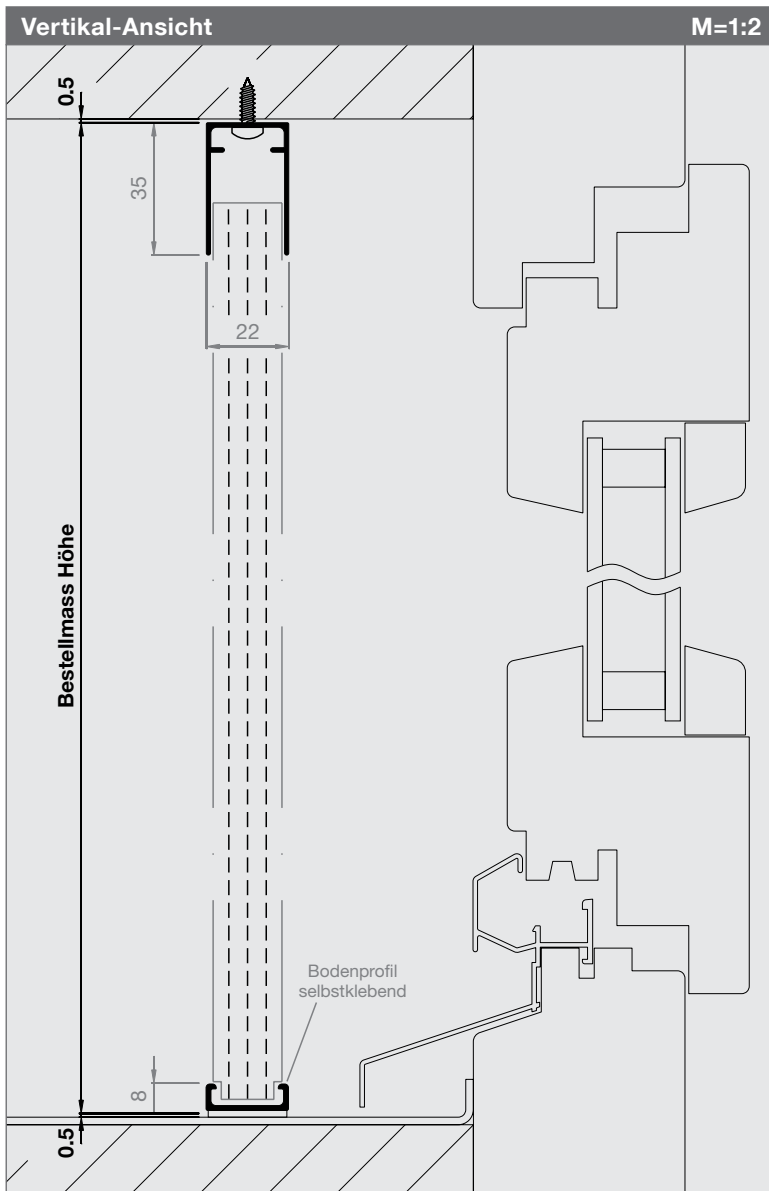 Vertikal-Ansicht M=1:2
0.5
35
22
Bestellmass Höhe
Bodenprofil
selbstklebend
8
0.5